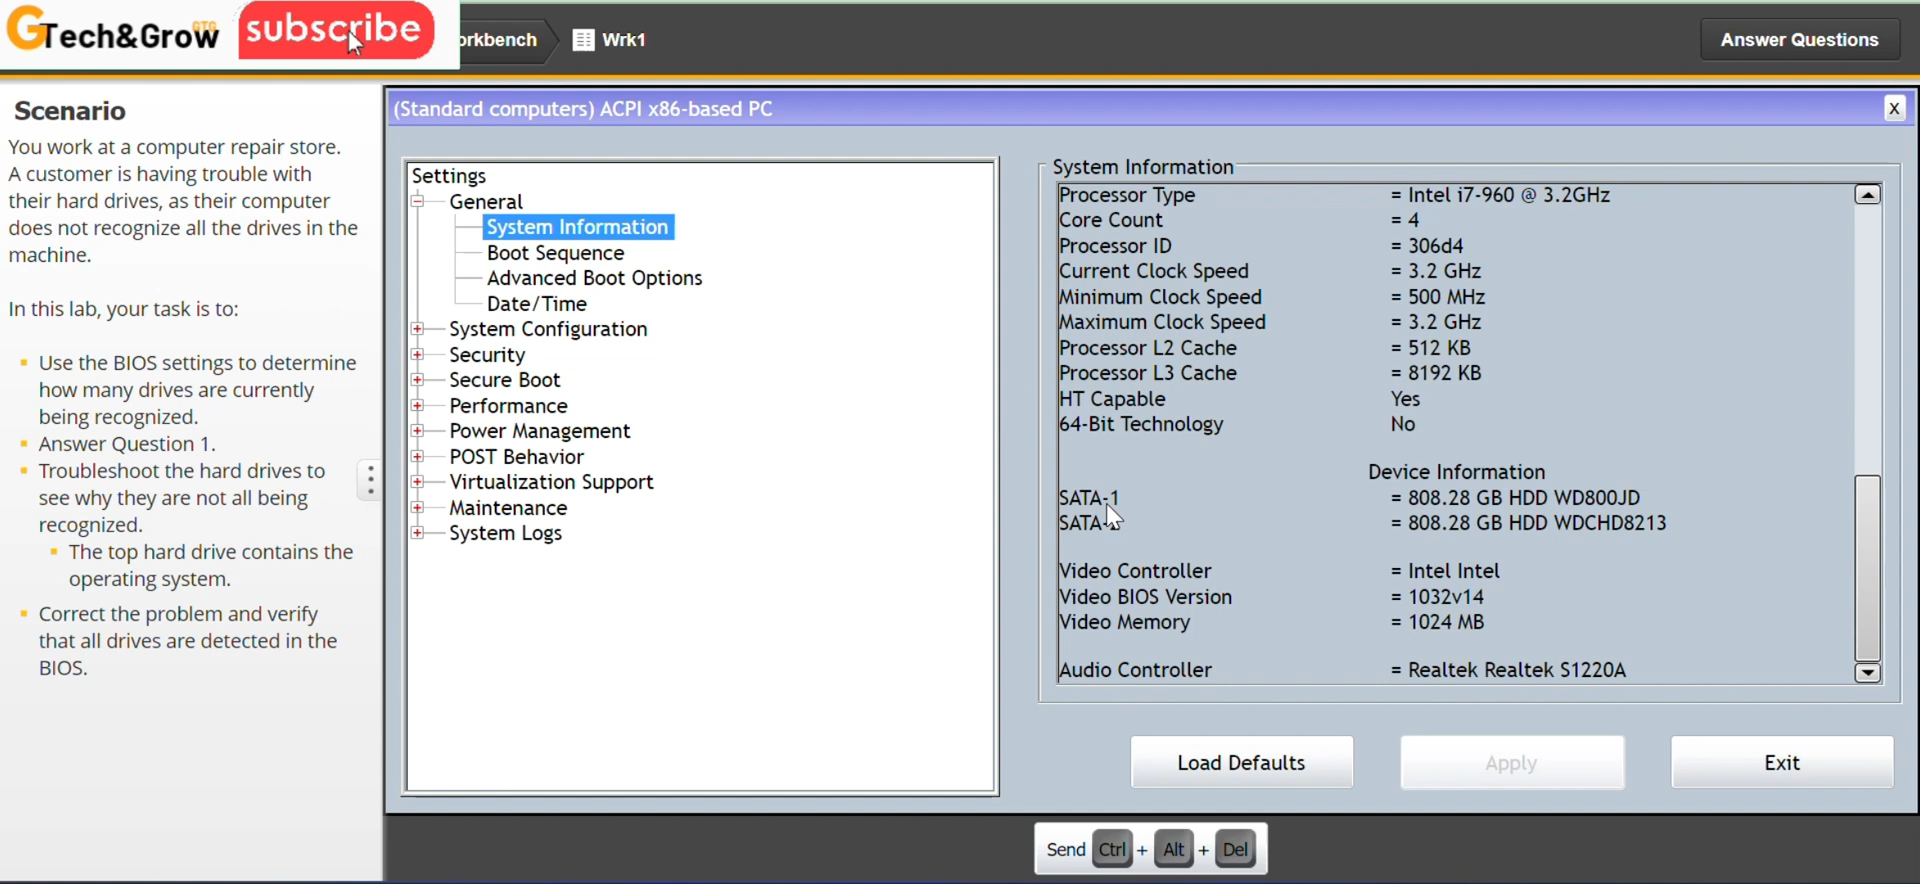 GTech&Grow GTG
subscribe
orkbench
Wrk1
Answer Questions
Scenario
You work at a computer repair store.
A customer is having trouble with
their hard drives, as their computer
does not recognize all the drives in the
machine.
In this lab, your task is to:
Use the BIOS settings to determine
how many drives are currently
being recognized.
Answer Question 1.
Troubleshoot the hard drives to
see why they are not all being
recognized.
The top hard drive contains the
operating system.
Correct the problem and verify
that all drives are detected in the
BIOS.
(Standard computers) ACPI x86-based PC
X
Settings
General
System Information
Boot Sequence
Advanced Boot Options
Date/Time
System Configuration
Security
Secure Boot
Performance
Power Management
POST Behavior
Virtualization Support
Maintenance
System Logs
System Information
Processor Type = Intel i7-960 @ 3.2GHz
Core Count = 4
Processor ID = 306d4
Current Clock Speed = 3.2 GHz
Minimum Clock Speed = 500 MHz
Maximum Clock Speed = 3.2 GHz
Processor L2 Cache = 512 KB
Processor L3 Cache = 8192 KB
HT Capable Yes
64-Bit Technology No
Device Information
SATA-1 = 808.28 GB HDD WD800JD
SATA- = 808.28 GB HDD WDCHD8213
Video Controller = Intel Intel
Video BIOS Version = 1032v14
Video Memory = 1024 MB
Audio Controller = Realtek Realtek S1220A
Load Defaults
Apply
Exit
Send Ctrl + Alt + Del